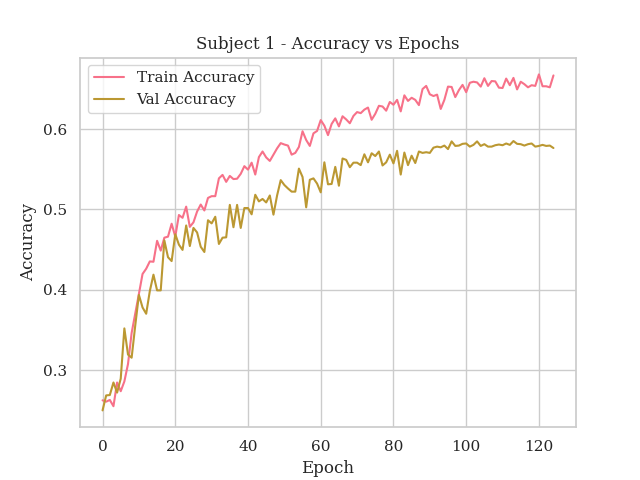 Subject 1 - Accuracy vs Epochs
Train Accuracy
Val Accuracy
Accuracy
0.6
0.5
0.4
0.3
0 20 40 60 80 100 120
Epoch